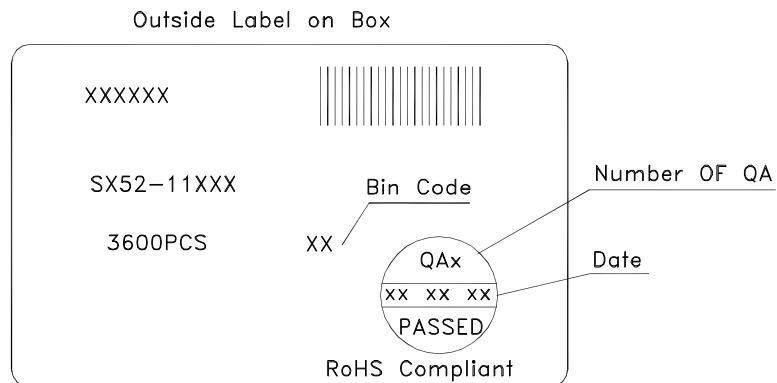 Outside Label on Box
XXXXXX
SX52-11XXX
Bin Code
Number OF QA
3600PCS
XX
QAx
Date
xx xx xx
PASSED
RoHS Compliant